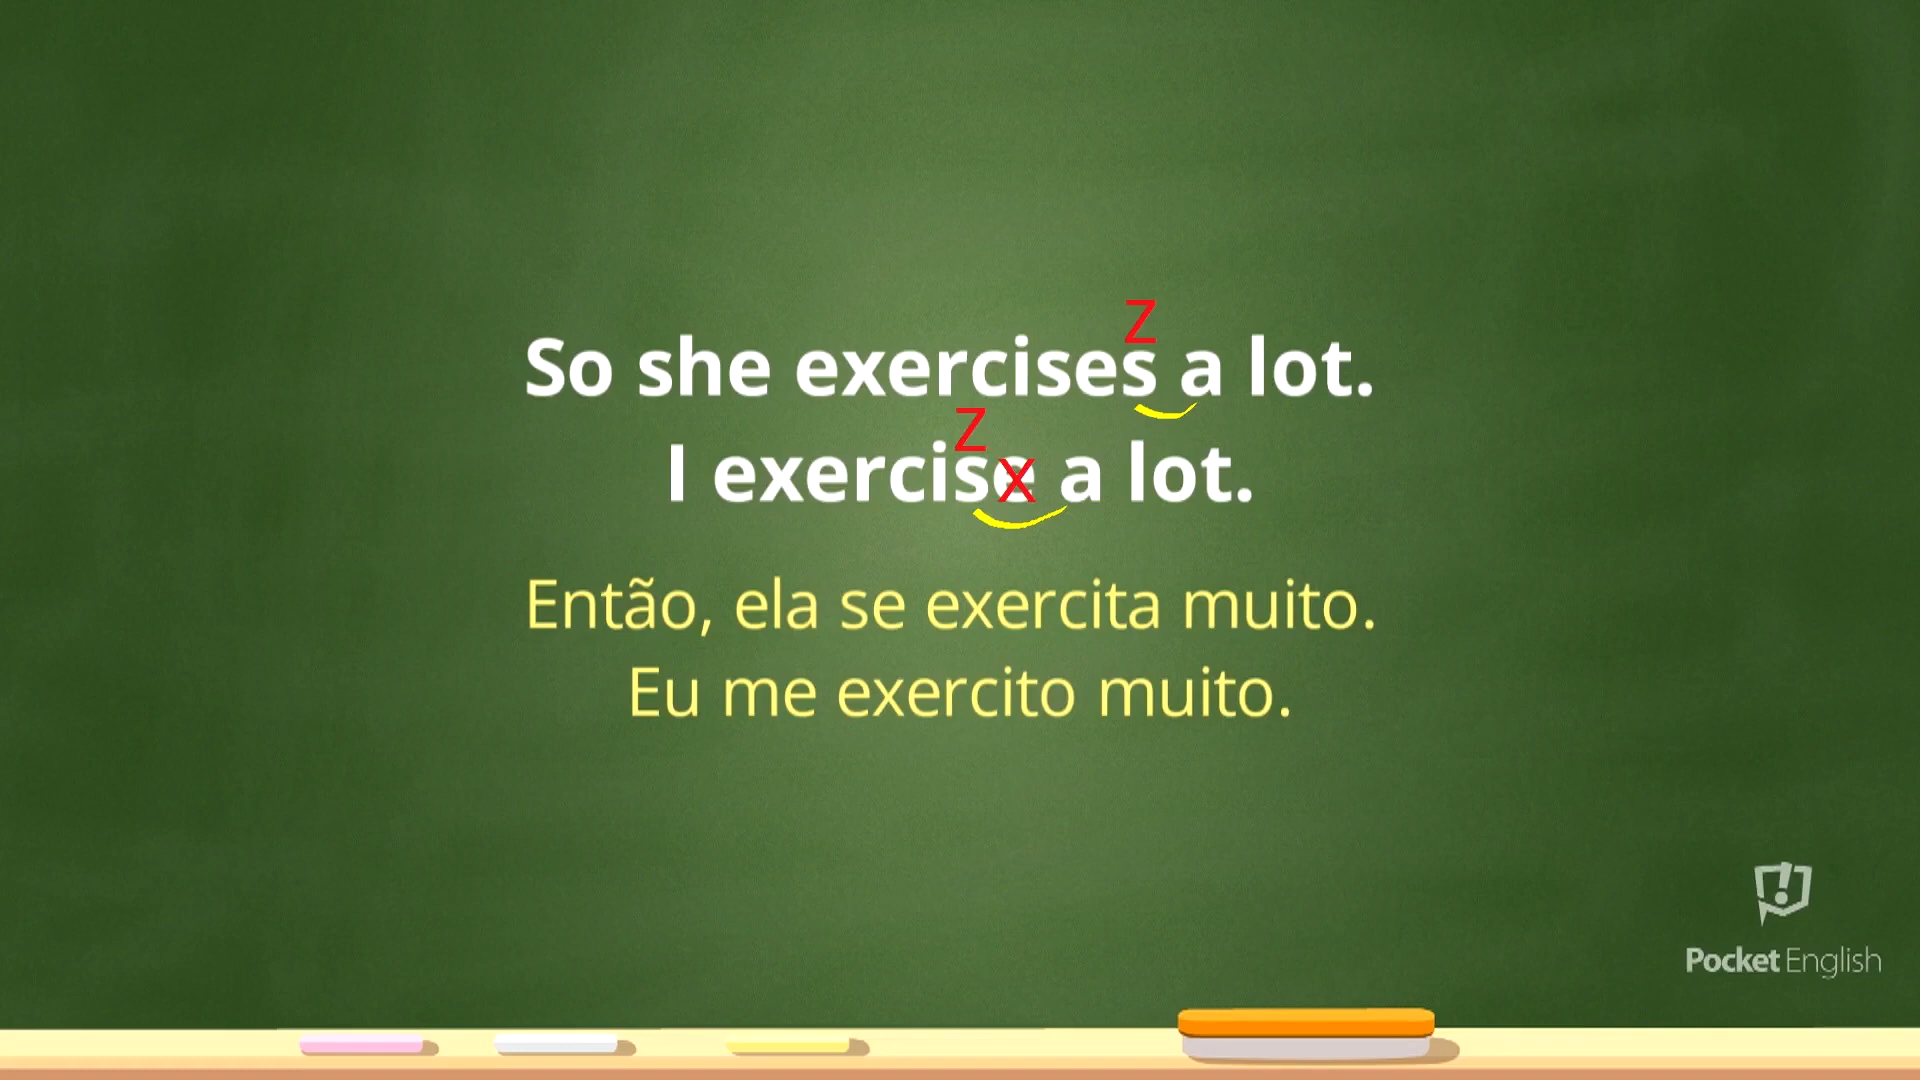 Z
So she exercises a lot.
Z
I exercise a lot.
X
Então, ela se exercita muito.
Eu me exercito muito.
Pocket English